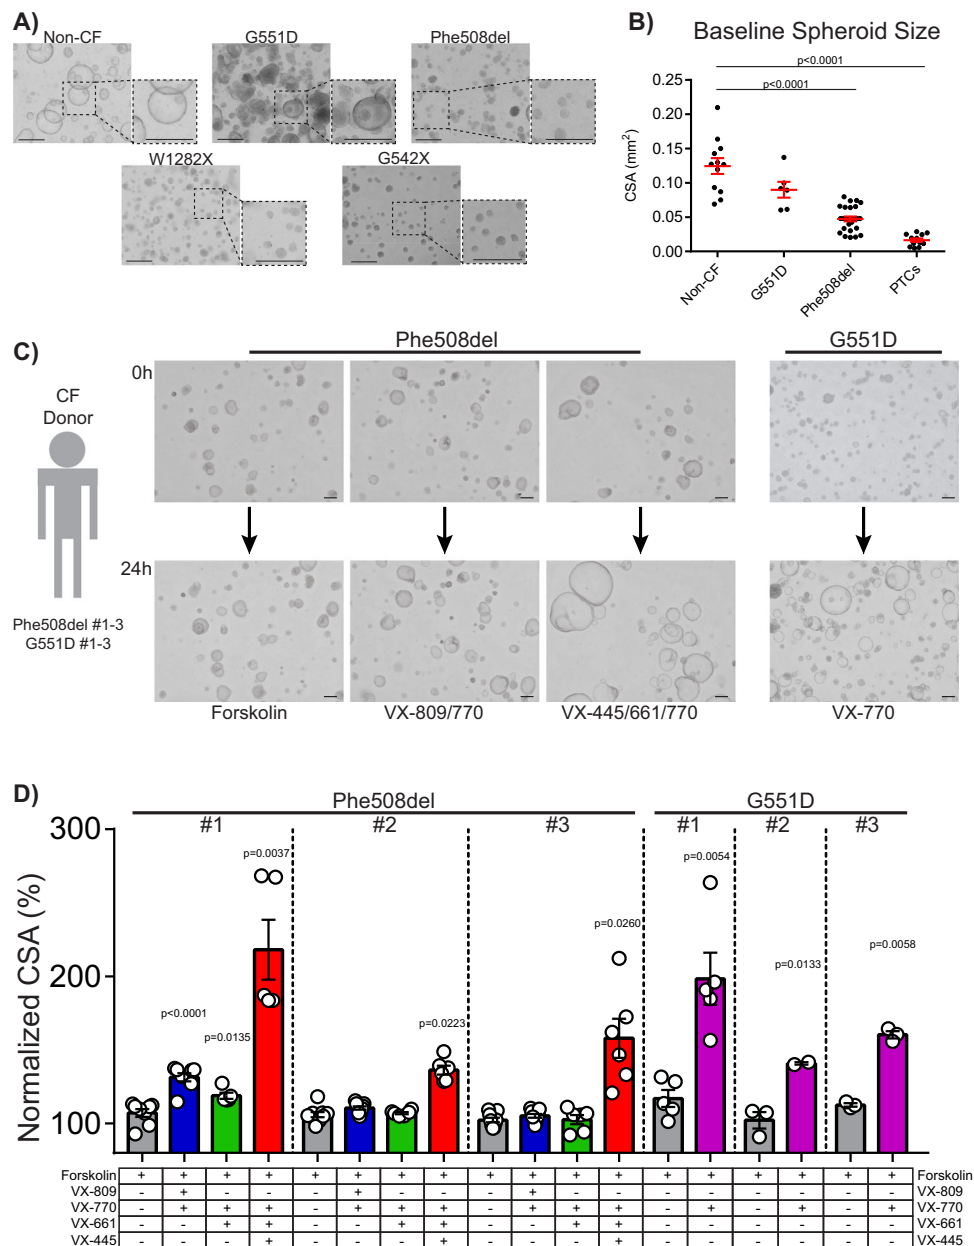 A)
Non-CF
G551D
Phe508del
W1282X
G542X
B)
Baseline Spheroid Size
p<0.0001
p<0.0001
CSA (mm²)
0.25
0.20
0.15
0.10
0.05
0.00
Non-CF
G551D
Phe508del
PTCs
C)
Phe508del
G551D
0h
CF
Donor
24h
Phe508del #1-3
G551D #1-3
Forskolin
VX-809/770
VX-445/661/770
VX-770
D)
Phe508del
G551D
#1
#2
#3
#1
#2
#3
Normalized CSA (%)
300
200
100
p<0.0001
p=0.0135
p=0.0037
p=0.0223
p=0.0260
p=0.0054
p=0.0133
p=0.0058
Forskolin + + + + + + + + + + + + + + + + + + Forskolin
VX-809 - + - - - + - - - + - - - - - - - - VX-809
VX-770 - + + + - + + + - + + + - + - + - + VX-770
VX-661 - - + + - - + + - - + + - - - - - - VX-661
VX-445 - - - + - - - + - - - + - - - - - - VX-445